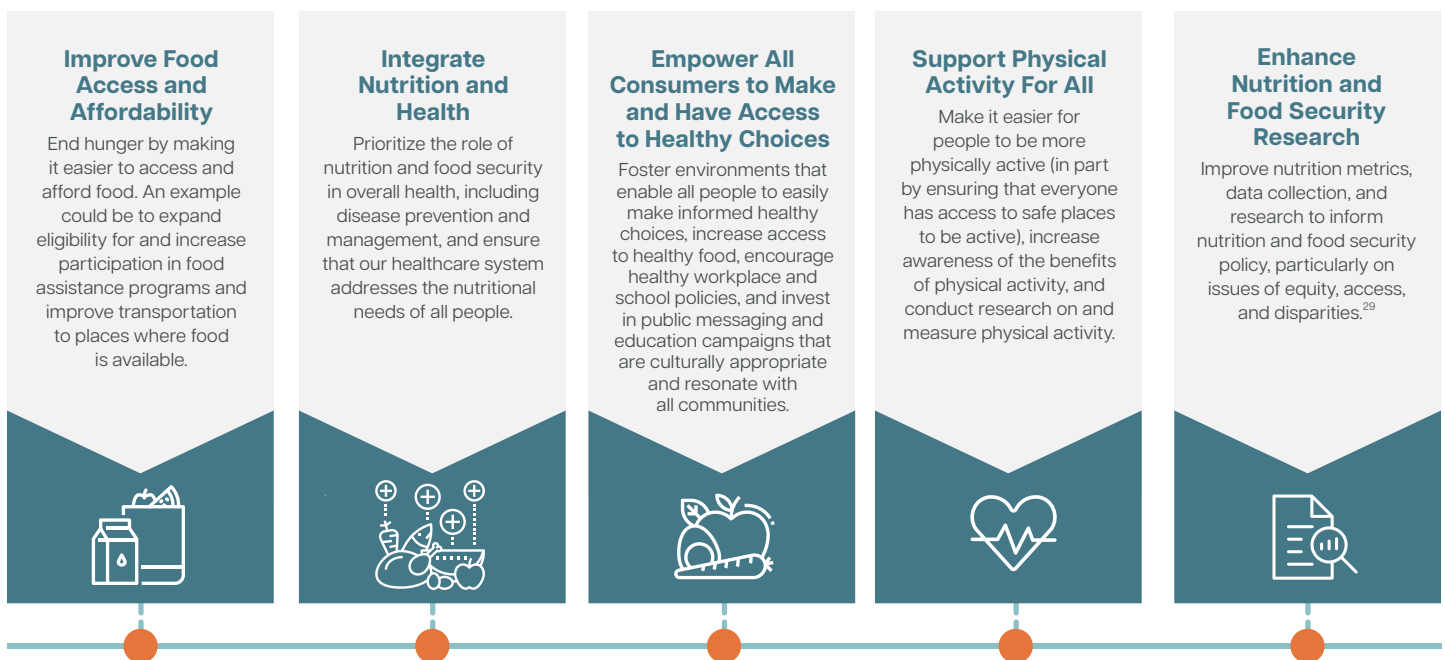 Improve Food
Access and
Affordability
End hunger by making
it easier to access and
afford food. An example
could be to expand
eligibility for and increase
participation in food
assistance programs and
improve transportation
to places where food
is available.
Integrate
Nutrition and
Health
Prioritize the role of
nutrition and food security
in overall health, including
disease prevention and
management, and ensure
that our healthcare system
addresses the nutritional
needs of all people.
Empower All
Consumers to Make
and Have Access
to Healthy Choices
Foster environments that
enable all people to easily
make informed healthy
choices, increase access
to healthy food, encourage
healthy workplace and
school policies, and invest
in public messaging and
education campaigns that
are culturally appropriate
and resonate with
all communities.
Support Physical
Activity For All
Make it easier for
people to be more
physically active (in part
by ensuring that everyone
has access to safe places
to be active), increase
awareness of the benefits
of physical activity, and
conduct research on and
measure physical activity.
Enhance
Nutrition and
Food Security
Research
Improve nutrition metrics,
data collection, and
research to inform
nutrition and food security
policy, particularly on
issues of equity, access,
and disparities.29